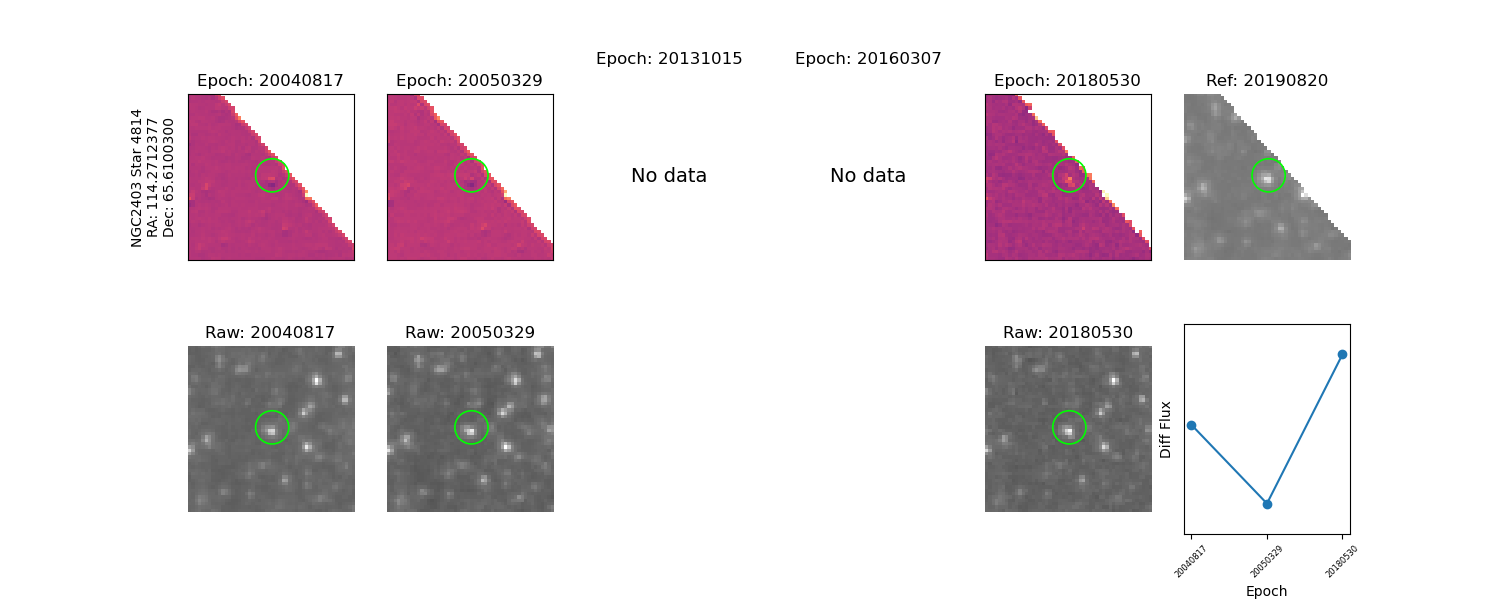 NGC2403 Star 4814
RA: 114.2712377
Dec: 65.6100300
Epoch: 20040817
Epoch: 20050329
Epoch: 20131015
Epoch: 20160307
Epoch: 20180530
Ref: 20190820
No data
No data
Raw: 20040817
Raw: 20050329
Raw: 20180530
Diff Flux
20040817
20050329
20180530
Epoch